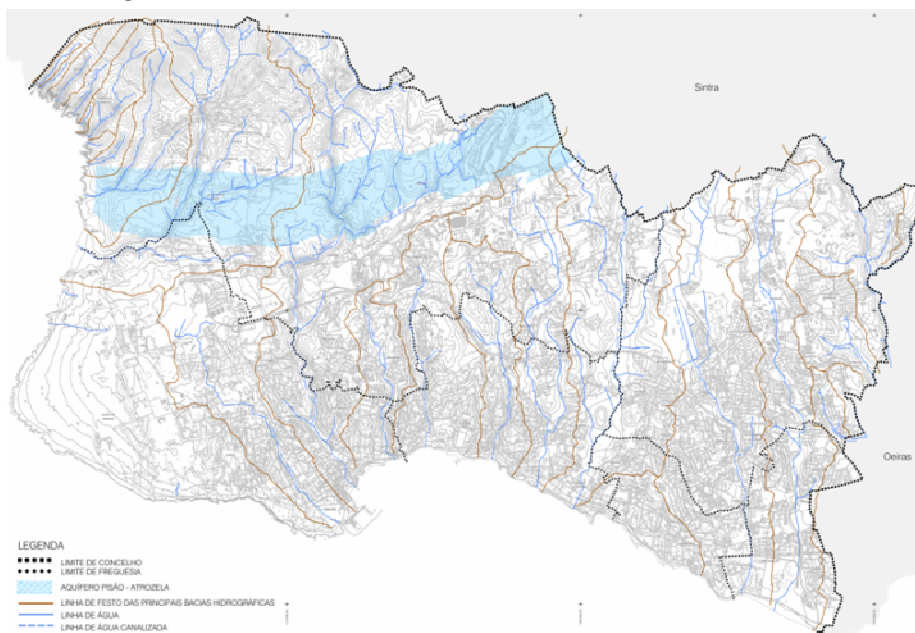 Sintra
Oeiras
LEGENDA
LIMITE DE CONCELHO
LIMITE DE FREGUESIA
AQUÍFERO PISÃO - ATROZELA
LINHA DE FESTO DAS PRINCIPAIS BACIAS HIDROGRÁFICAS
LINHA DE ÁGUA
LINHA DE ÁGUA CANALIZADA